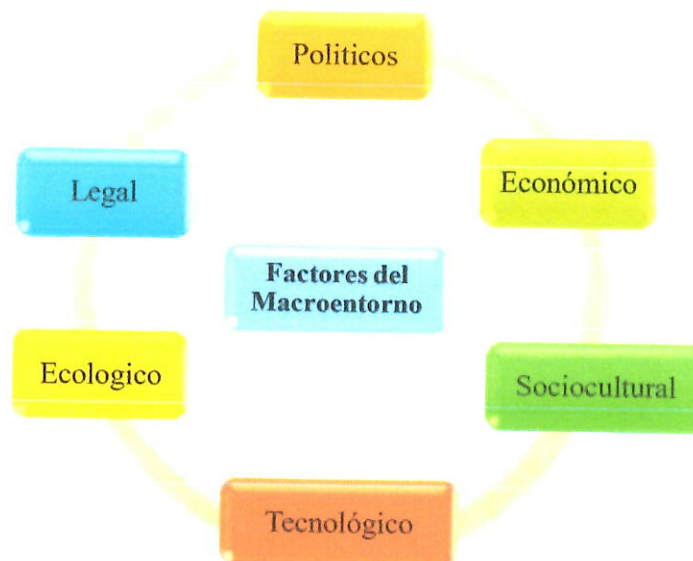 Politicos
Económico
Sociocultural
Tecnológico
Ecologico
Legal
Factores del
Macroentorno